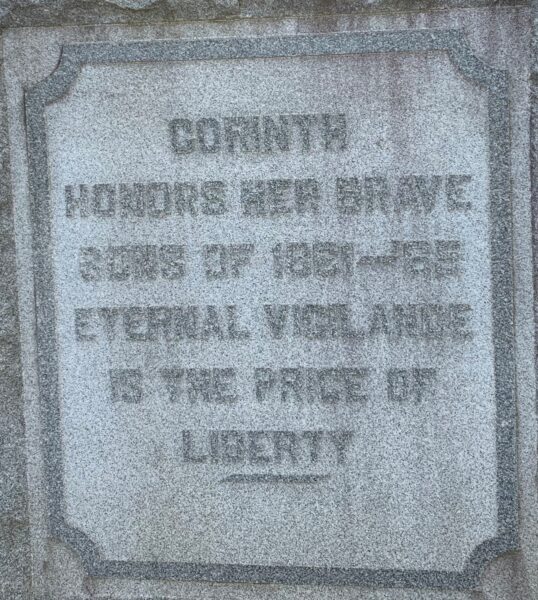 CORINTH
HONORS HER BRAVE
SONS OF 1861-'65
ETERNAL VIGILANCE
IS THE PRICE OF
LIBERTY